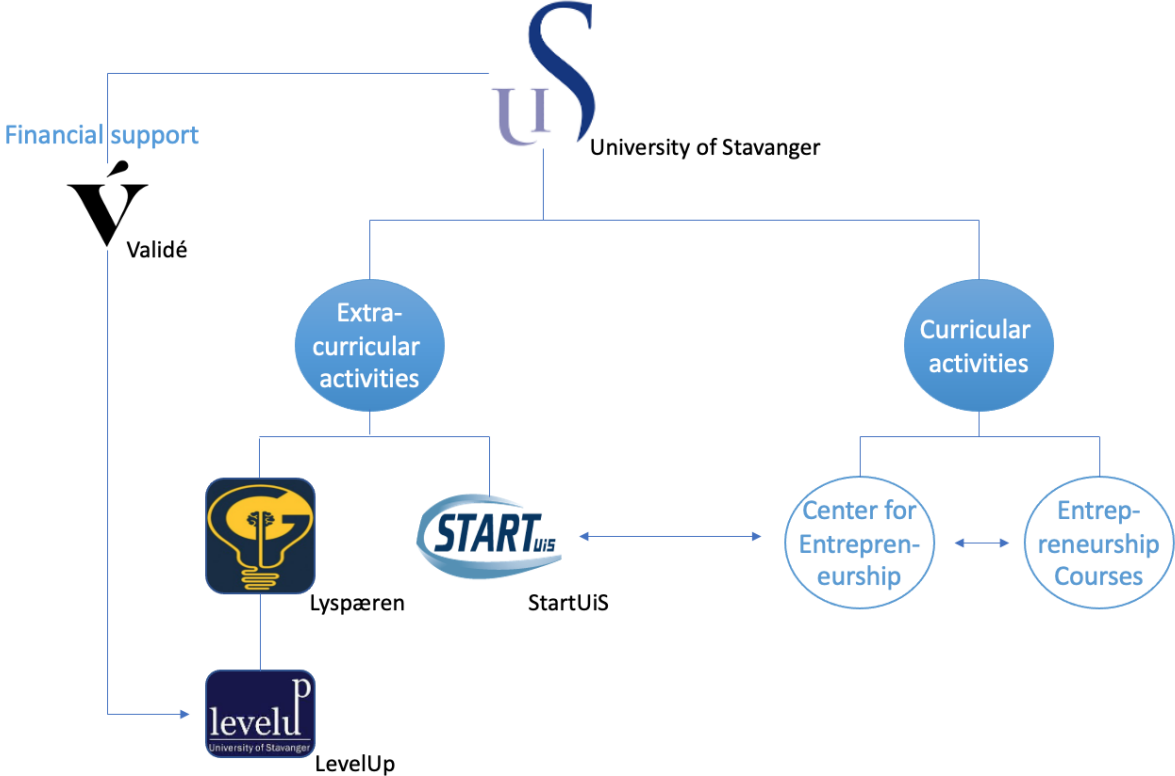 UiS
University of Stavanger
Financial support
v́
Validé
Extra-
curricular
activities
Curricular
activities
G
START UiS
Lyspæren
StartUiS
Center for
Entrepren-
eurship
Entrep-
reneurship
Courses
levelup
University of Stavanger
LevelUp